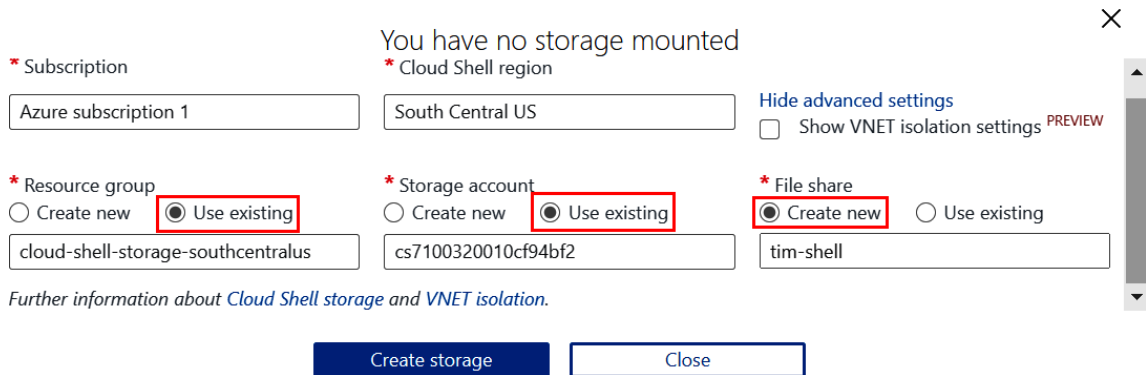 You have no storage mounted
* Subscription
* Cloud Shell region
Azure subscription 1
South Central US
Hide advanced settings
Show VNET isolation settings PREVIEW
* Resource group
* Storage account
* File share
Create new Use existing
Create new Use existing
Create new Use existing
cloud-shell-storage-southcentralus
cs7100320010cf94bf2
tim-shell
Further information about Cloud Shell storage and VNET isolation.
Create storage
Close